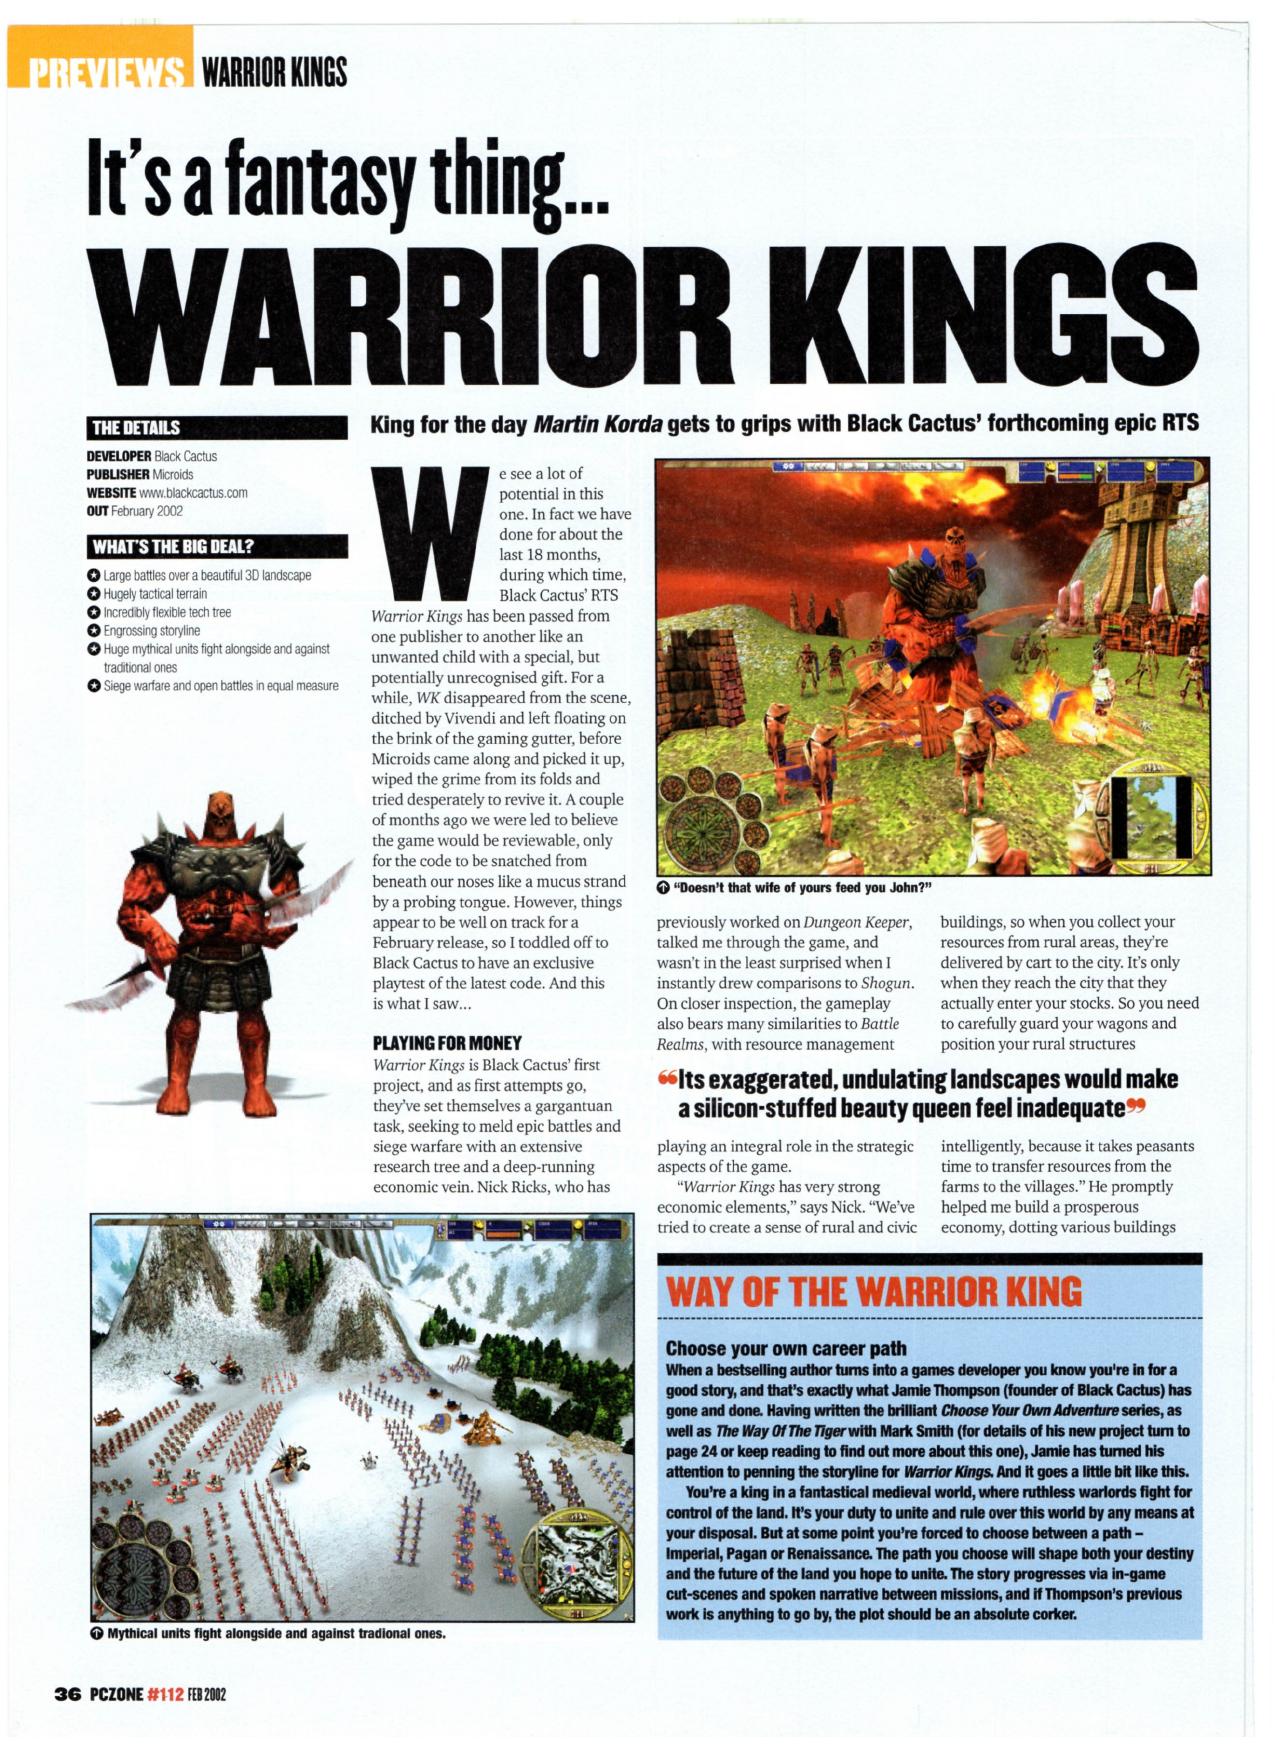 PREVIEWS WARRIOR KINGS
It's a fantasy thing...
WARRIOR KINGS
THE DETAILS
DEVELOPER Black Cactus
PUBLISHER Microids
WEBSITE www.blackcactus.com
OUT February 2002
WHAT'S THE BIG DEAL?
Large battles over a beautiful 3D landscape
Hugely tactical terrain
Incredibly flexible tech tree
Engrossing storyline
Huge mythical units fight alongside and against
traditional ones
Siege warfare and open battles in equal measure
King for the day Martin Korda gets to grips with Black Cactus' forthcoming epic RTS
We see a lot of
potential in this
one. In fact we have
done for about the
last 18 months,
during which time,
Black Cactus' RTS
Warrior Kings has been passed from
one publisher to another like an
unwanted child with a special, but
potentially unrecognised gift. For a
while, WK disappeared from the scene,
ditched by Vivendi and left floating on
the brink of the gaming gutter, before
Microids came along and picked it up,
wiped the grime from its folds and
tried desperately to revive it. A couple
of months ago we were led to believe
the game would be reviewable, only
for the code to be snatched from
beneath our noses like a mucus strand
by a probing tongue. However, things
appear to be well on track for a
February release, so I toddled off to
Black Cactus to have an exclusive
playtest of the latest code. And this
is what I saw...
PLAYING FOR MONEY
Warrior Kings is Black Cactus' first
project, and as first attempts go,
they've set themselves a gargantuan
task, seeking to meld epic battles and
siege warfare with an extensive
research tree and a deep-running
economic vein. Nick Ricks, who has
"Doesn't that wife of yours feed you John?"
previously worked on Dungeon Keeper,
talked me through the game, and
wasn't in the least surprised when I
instantly drew comparisons to Shogun.
On closer inspection, the gameplay
also bears many similarities to Battle
Realms, with resource management
“Its exaggerated, undulating landscapes would make
a silicon-stuffed beauty queen feel inadequate”
playing an integral role in the strategic
aspects of the game.
"Warrior Kings has very strong
economic elements," says Nick. "We've
tried to create a sense of rural and civic
buildings, so when you collect your
resources from rural areas, they're
delivered by cart to the city. It's only
when they reach the city that they
actually enter your stocks. So you need
to carefully guard your wagons and
position your rural structures
intelligently, because it takes peasants
time to transfer resources from the
farms to the villages." He promptly
helped me build a prosperous
economy, dotting various buildings
Mythical units fight alongside and against tradional ones.
WAY OF THE WARRIOR KING
Choose your own career path
When a bestselling author turns into a games developer you know you're in for a
good story, and that's exactly what Jamie Thompson (founder of Black Cactus) has
gone and done. Having written the brilliant Choose Your Own Adventure series, as
well as The Way Of The Tiger with Mark Smith (for details of his new project turn to
page 24 or keep reading to find out more about this one), Jamie has turned his
attention to penning the storyline for Warrior Kings. And it goes a little bit like this.
You're a king in a fantastical medieval world, where ruthless warlords fight for
control of the land. It's your duty to unite and rule over this world by any means at
your disposal. But at some point you're forced to choose between a path –
Imperial, Pagan or Renaissance. The path you choose will shape both your destiny
and the future of the land you hope to unite. The story progresses via in-game
cut-scenes and spoken narrative between missions, and if Thompson's previous
work is anything to go by, the plot should be an absolute corker.
36 PCZONE #112 FEB 2002